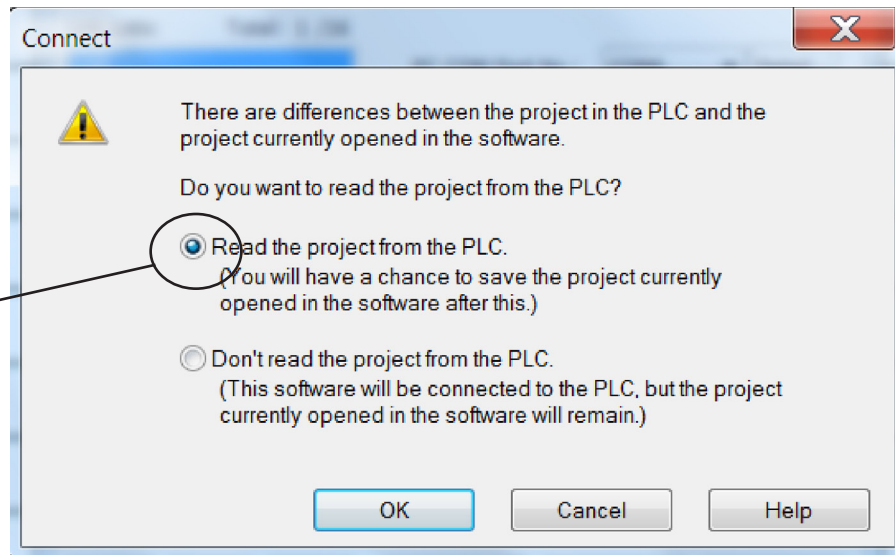 Connect
There are differences between the project in the PLC and the
project currently opened in the software.
Do you want to read the project from the PLC?
Read the project from the PLC.
(You will have a chance to save the project currently
opened in the software after this.)
Don't read the project from the PLC.
(This software will be connected to the PLC, but the project
currently opened in the software will remain.)
OK
Cancel
Help